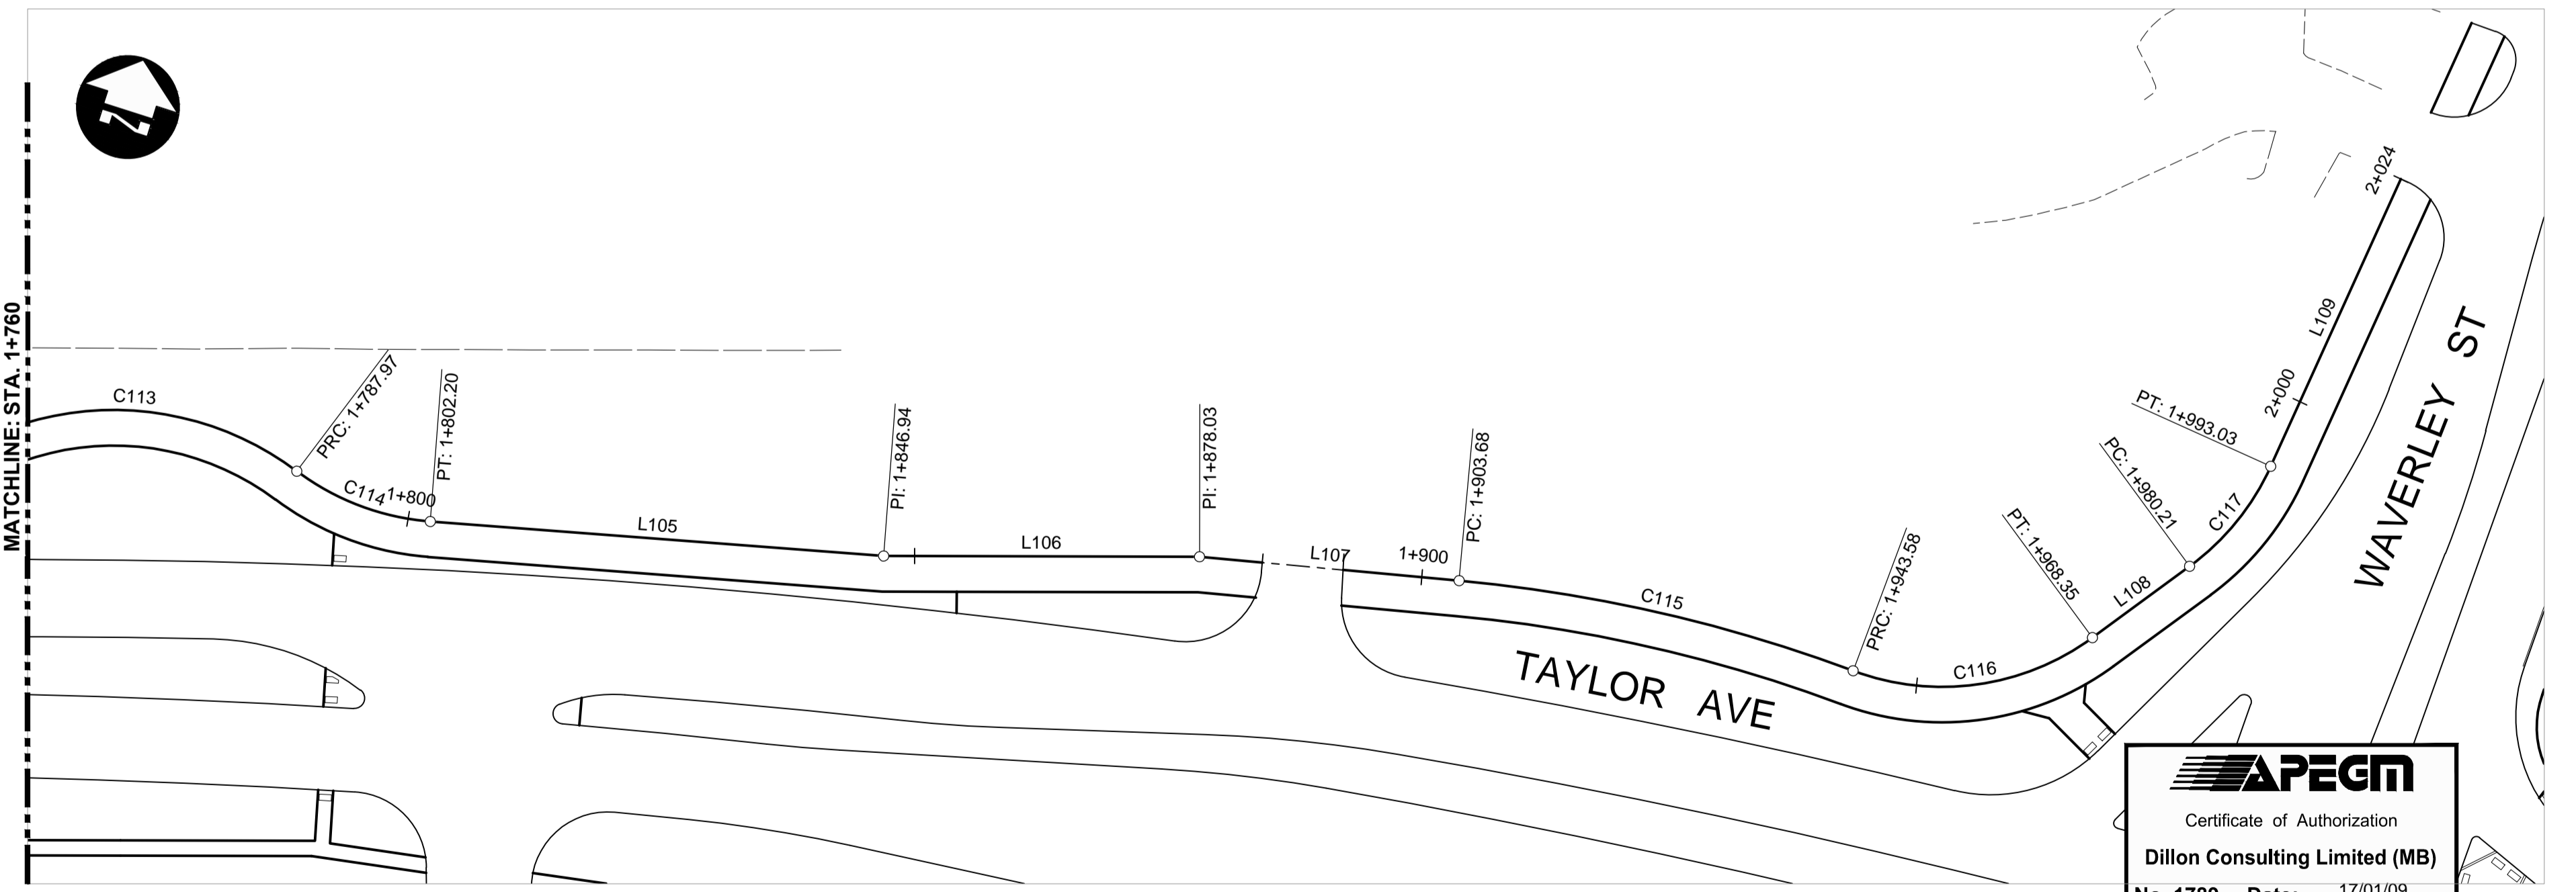 MATCHLINE: STA. 1+760
C113
PRC: 1+787.97
C114
1+800
PT: 1+802.20
L105
PI: 1+846.94
L106
PI: 1+878.03
L107
1+900
PC: 1+903.68
C115
PRC: 1+943.58
C116
PT: 1+968.35
L108
PC: 1+980.21
C117
PT: 1+993.03
2+000
L109
2+024
TAYLOR AVE
WAVERLEY ST
APEGM
Certificate of Authorization
Dillon Consulting Limited (MB)
No. 1789 Date: 17/01/09